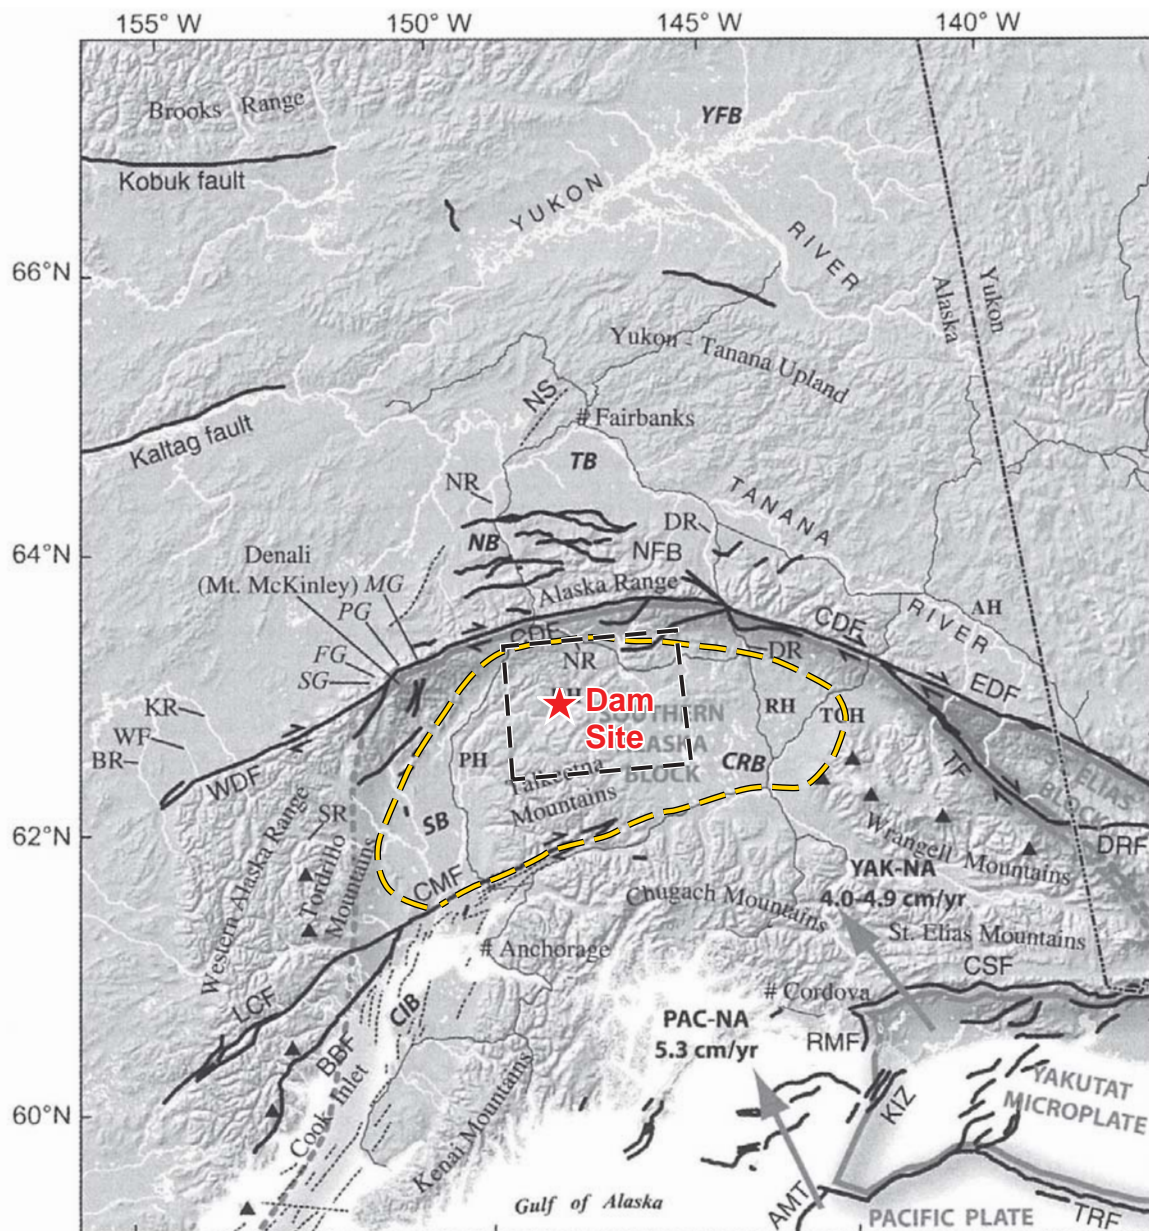 155° W
150° W
145° W
140° W
Brooks Range
YFB
Kobuk fault
YUKON
RIVER
66°N
Alaska
Yukon
Yukon - Tanana Upland
NS
# Fairbanks
Kaltag fault
TB
NR
TANANA
DR
64°N
NB
NFB
Denali
(Mt. McKinley) MG
Alaska Range
PG
RIVER
AH
CDF
CDF
FG
NR
DR
SG
EDF
KR
Dam
Site
RH
TCH
SOUTHERN
WF
ALASKA
BR
PH
CRB
BLOCK
TF
ELIAS
BLOCK
WDF
Talkeetna
Mountains
SR
SB
62°N
Wrangell Mountains
DRF
Western Alaska Range
Tordrillo
Mountains
CMF
YAK-NA
4.0-4.9 cm/yr
Chugach Mountains
# Anchorage
St. Elias Mountains
CSF
LCF
# Cordova
CIB
PAC-NA
5.3 cm/yr
RMF
BBF
YAKUTAT
MICROPLATE
60°N
KIZ
Cook Inlet
Kenai Mountains
Gulf of Alaska
AMT
PACIFIC PLATE
TRF